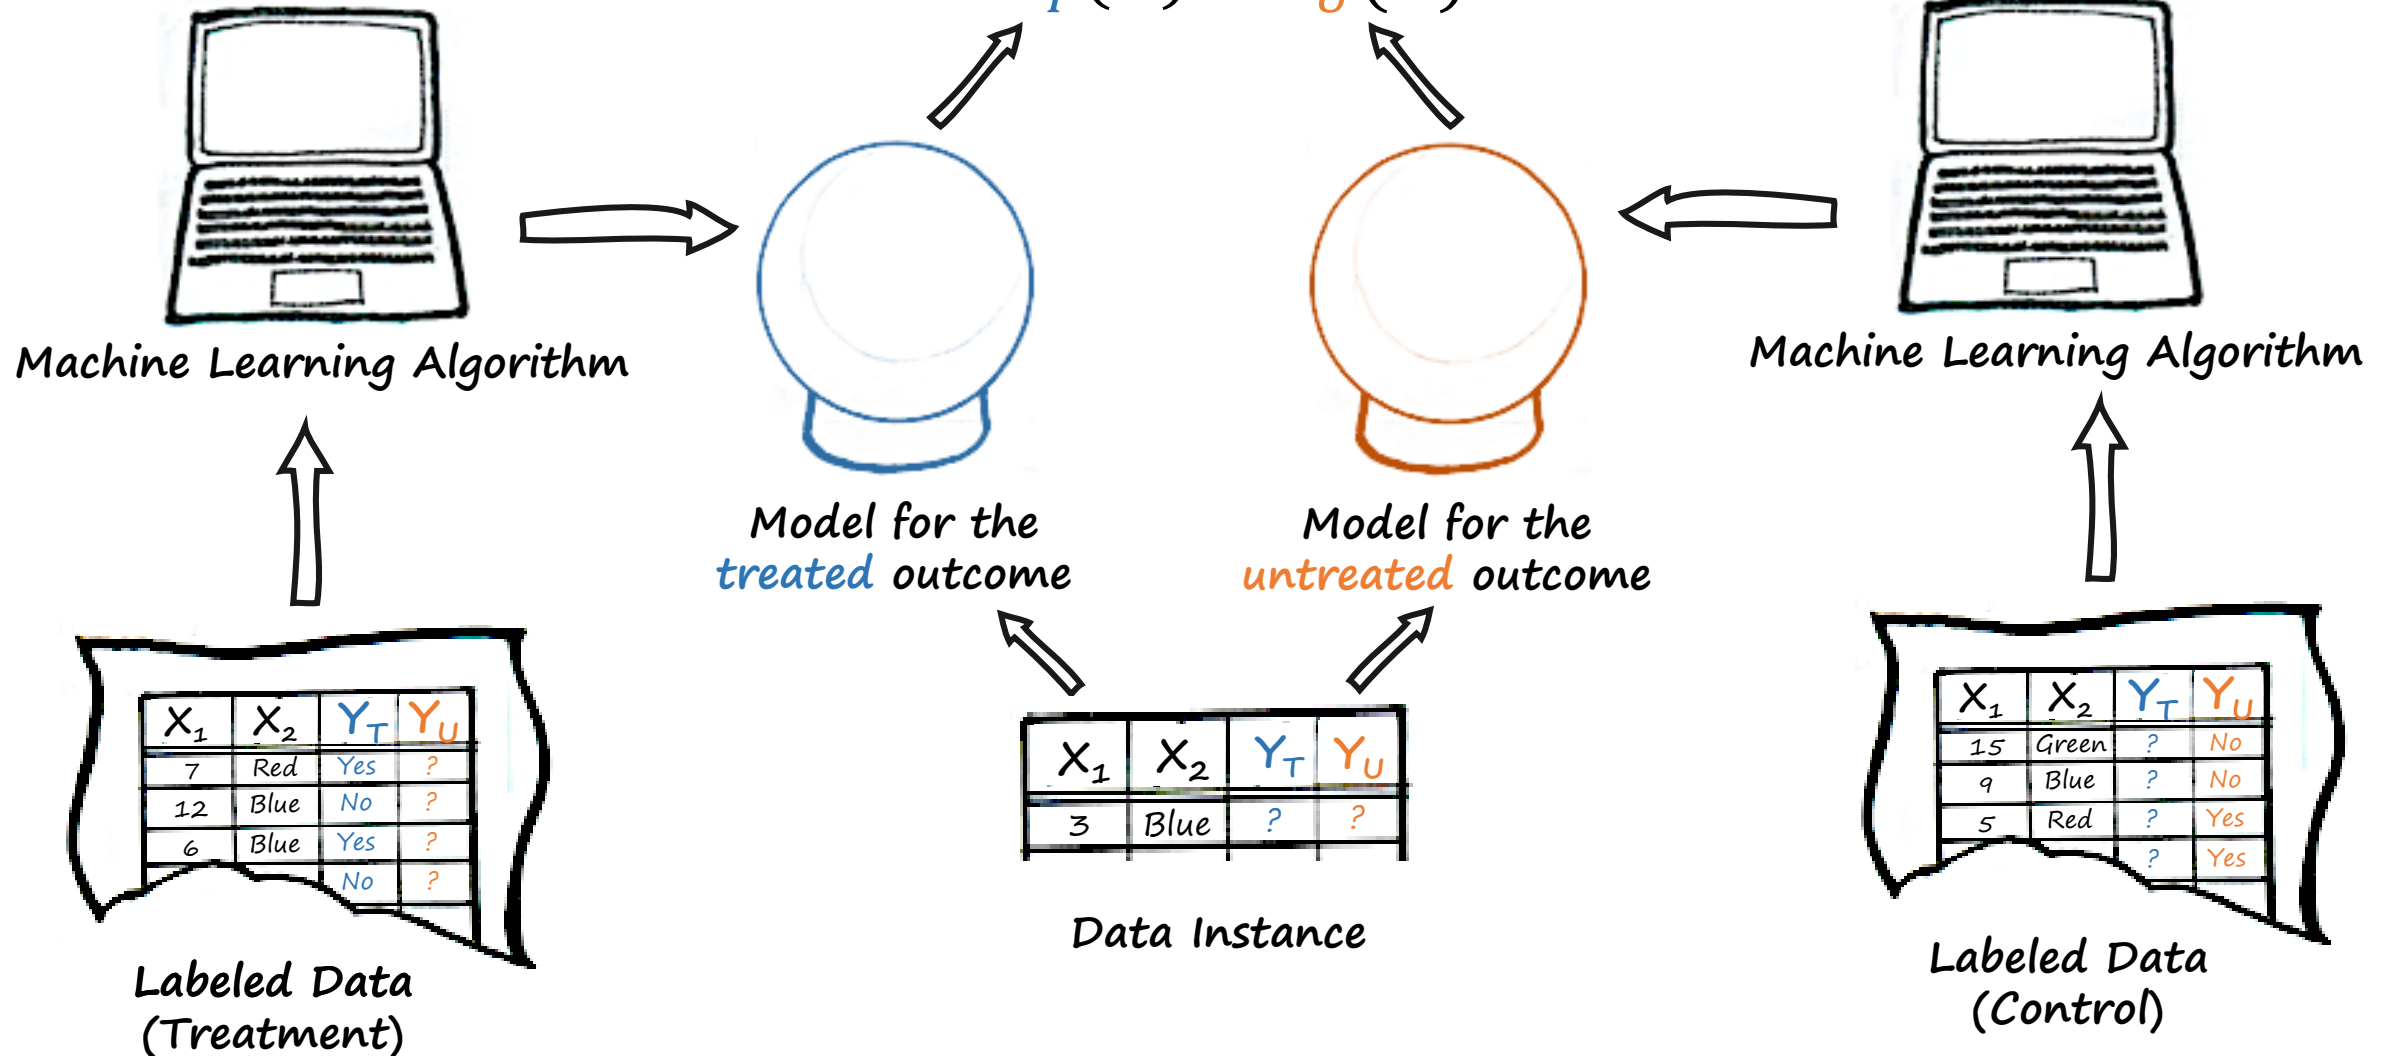 Machine Learning Algorithm
Machine Learning Algorithm
Model for the
treated outcome
Model for the
untreated outcome
X1 X2 YT YU
7 Red Yes ?
12 Blue No ?
6 Blue Yes ?
No ?
Labeled Data
(Treatment)
X1 X2 YT YU
3 Blue ? ?
Data Instance
X1 X2 YT YU
15 Green ? No
9 Blue ? No
5 Red ? Yes
? Yes
Labeled Data
(Control)